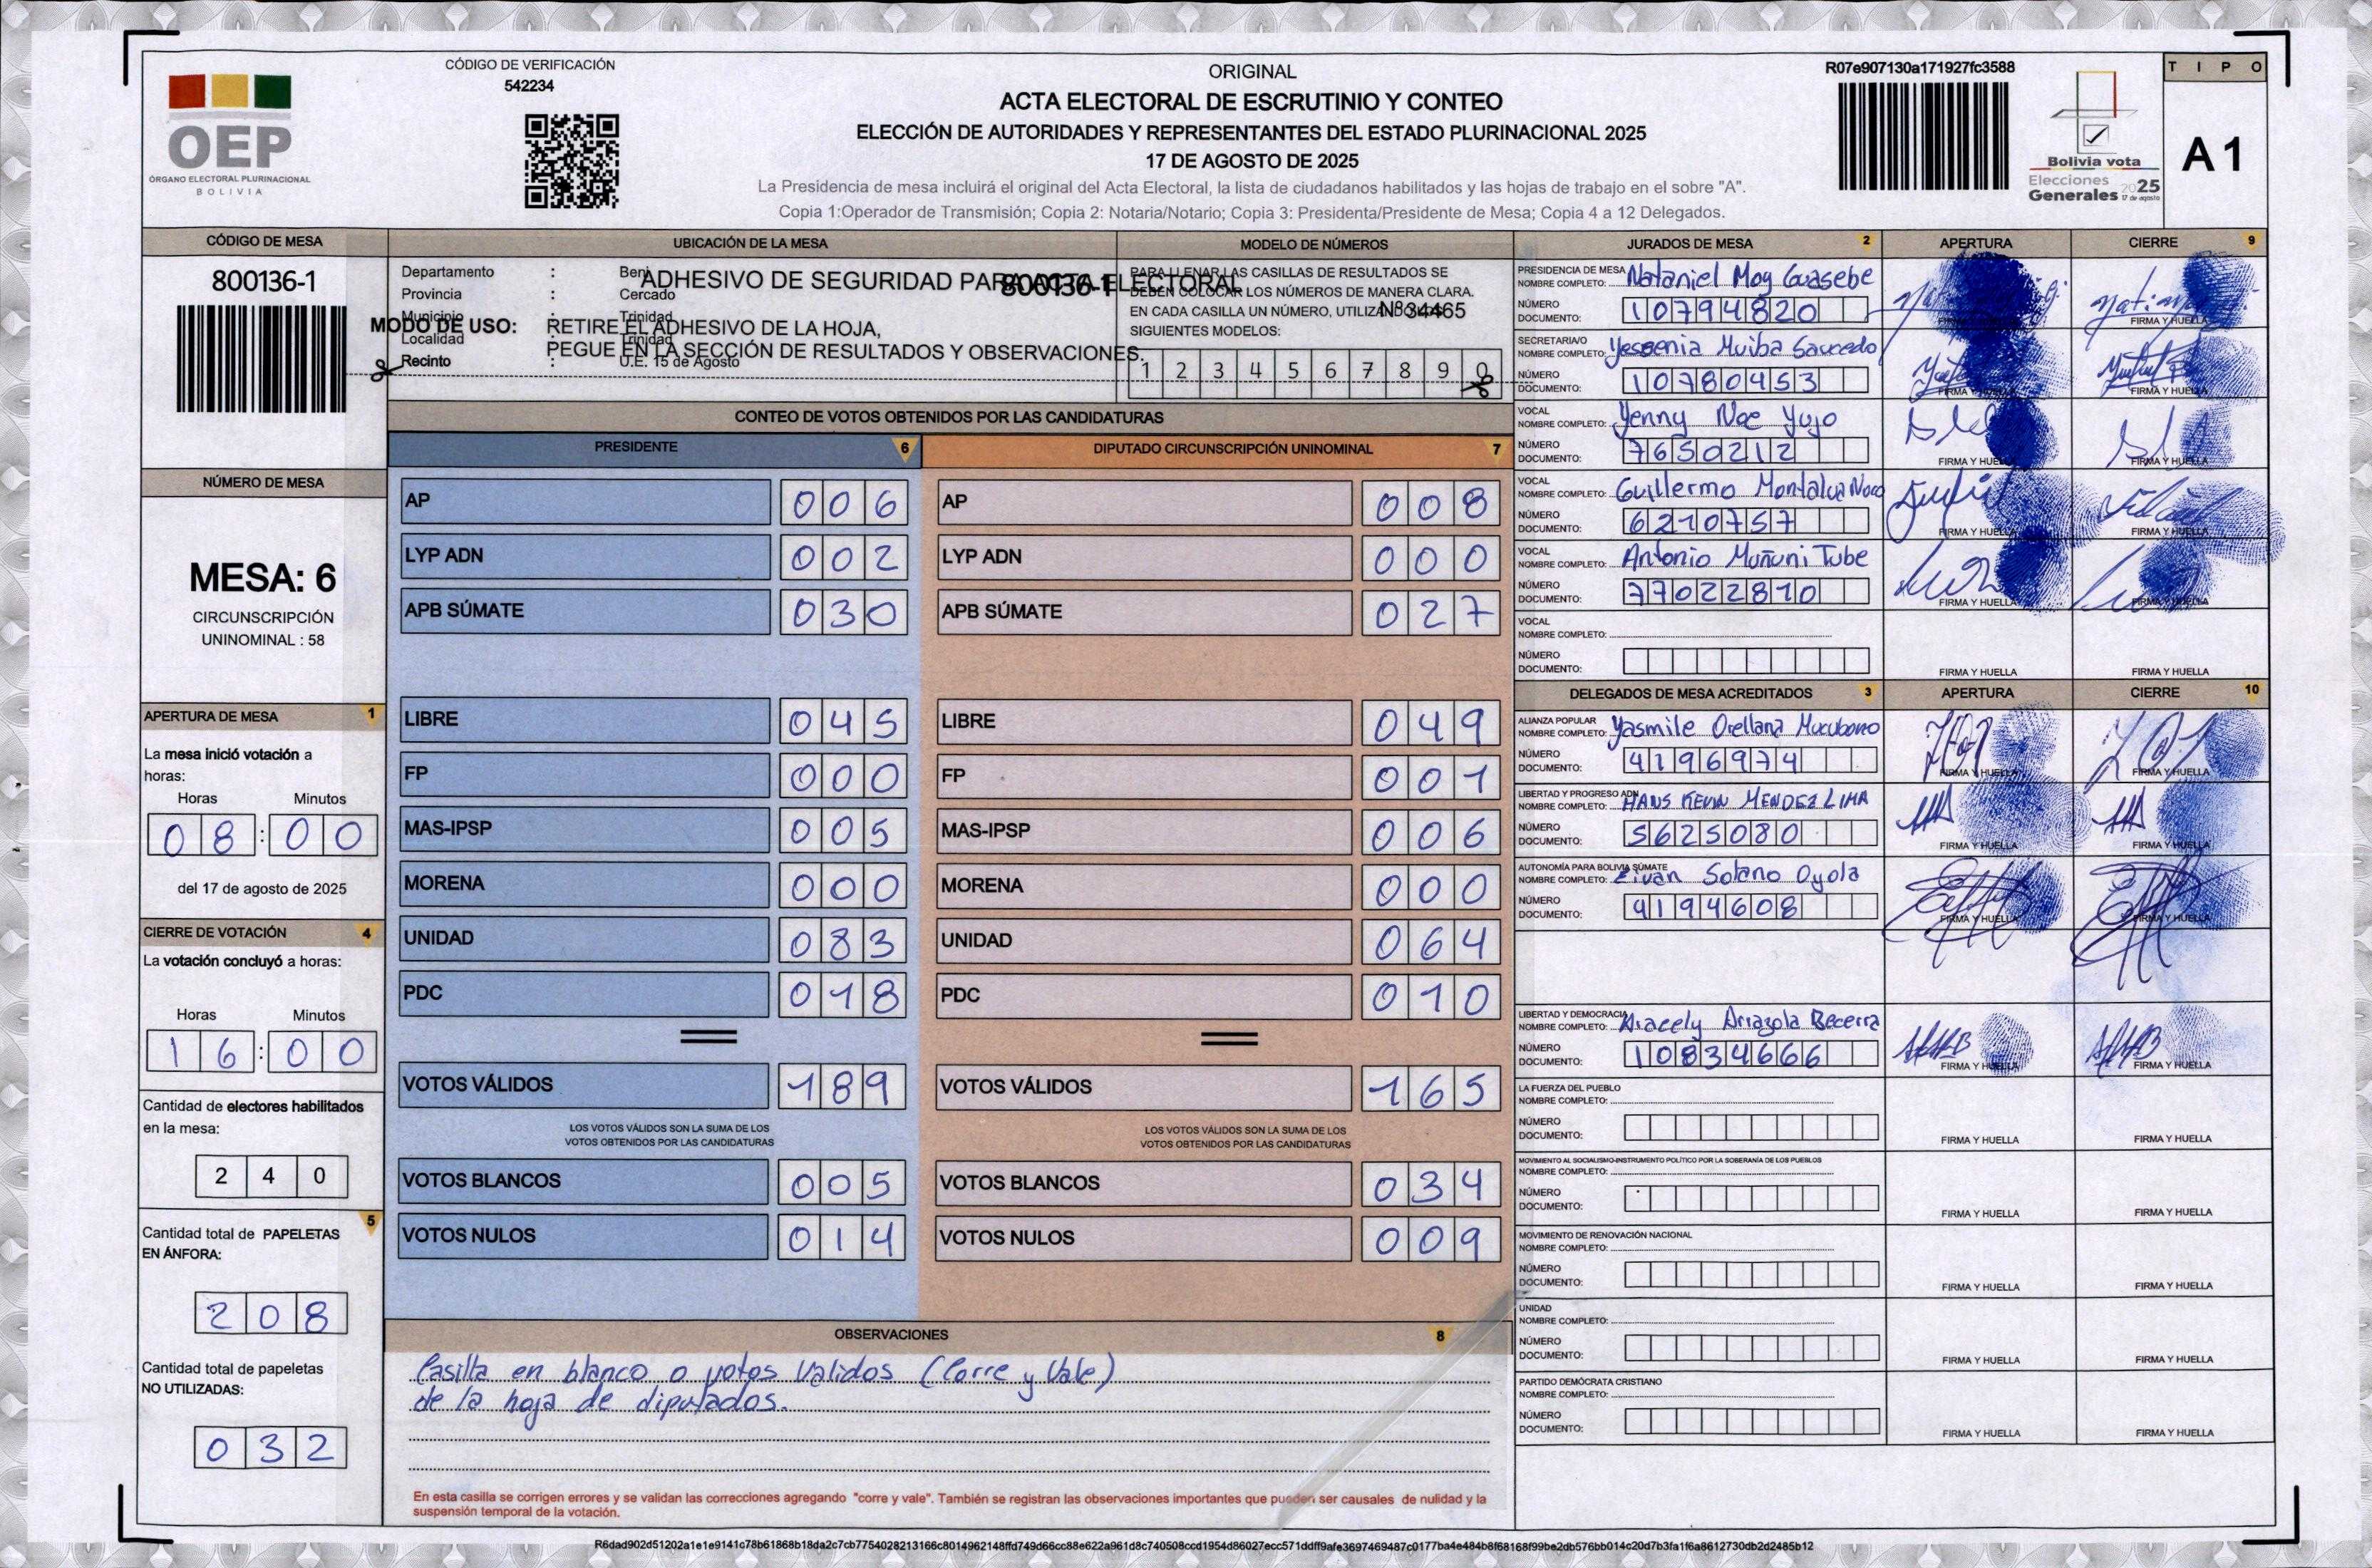 CÓDIGO DE VERIFICACIÓN
542234
OEP
ÓRGANO ELECTORAL PLURINACIONAL
BOLIVIA
ORIGINAL
ACTA ELECTORAL DE ESCRUTINIO Y CONTEO
ELECCIÓN DE AUTORIDADES Y REPRESENTANTES DEL ESTADO PLURINACIONAL 2025
17 DE AGOSTO DE 2025
La Presidencia de mesa incluirá el original del Acta Electoral, la lista de ciudadanos habilitados y las hojas de trabajo en el sobre "A".
Copia 1:Operador de Transmisión; Copia 2: Notaria/Notario; Copia 3: Presidenta/Presidente de Mesa; Copia 4 a 12 Delegados.
R07e907130a171927fc3588
Bolivia vota
Elecciones
Generales 2025
17 de agosto
TIPO
A 1
CÓDIGO DE MESA
800136-1
NÚMERO DE MESA
MESA: 6
CIRCUNSCRIPCIÓN
UNINOMINAL : 58
APERTURA DE MESA 1
La mesa inició votación a
horas:
Horas Minutos
08 : 00
del 17 de agosto de 2025
CIERRE DE VOTACIÓN 4
La votación concluyó a horas:
Horas Minutos
16 : 00
Cantidad de electores habilitados
en la mesa:
240
5
Cantidad total de PAPELETAS
EN ÁNFORA:
208
Cantidad total de papeletas
NO UTILIZADAS:
032
UBICACIÓN DE LA MESA
Departamento : Beni
Provincia : Cercado
Municipio : Trinidad
Localidad : Trinidad
Recinto : U.E. 15 de Agosto
ADHESIVO DE SEGURIDAD PARA ACTA ELECTORAL
800136-1
Nº 34465
MODO DE USO: RETIRE EL ADHESIVO DE LA HOJA,
PEGUE EN LA SECCIÓN DE RESULTADOS Y OBSERVACIONES.
MODELO DE NÚMEROS
PARA LLENAR LAS CASILLAS DE RESULTADOS SE
DEBEN COLOCAR LOS NÚMEROS DE MANERA CLARA.
EN CADA CASILLA UN NÚMERO, UTILIZANDO LOS
SIGUIENTES MODELOS:
1 2 3 4 5 6 7 8 9 0
CONTEO DE VOTOS OBTENIDOS POR LAS CANDIDATURAS
PRESIDENTE 6
AP 006
LYP ADN 002
APB SÚMATE 030
LIBRE 045
FP 000
MAS-IPSP 005
MORENA 000
UNIDAD 083
PDC 018
VOTOS VÁLIDOS 189
LOS VOTOS VÁLIDOS SON LA SUMA DE LOS
VOTOS OBTENIDOS POR LAS CANDIDATURAS
VOTOS BLANCOS 005
VOTOS NULOS 014
DIPUTADO CIRCUNSCRIPCIÓN UNINOMINAL 7
AP 008
LYP ADN 000
APB SÚMATE 027
LIBRE 049
FP 001
MAS-IPSP 006
MORENA 000
UNIDAD 064
PDC 010
VOTOS VÁLIDOS 165
LOS VOTOS VÁLIDOS SON LA SUMA DE LOS
VOTOS OBTENIDOS POR LAS CANDIDATURAS
VOTOS BLANCOS 034
VOTOS NULOS 009
OBSERVACIONES 8
Casilla en blanco o votos Validos (Corre y Vale)
de la hoja de diputados.
En esta casilla se corrigen errores y se validan las correcciones agregando "corre y vale". También se registran las observaciones importantes que pueden ser causales de nulidad y la
suspensión temporal de la votación.
JURADOS DE MESA 2 APERTURA CIERRE 9
PRESIDENCIA DE MESA
NOMBRE COMPLETO: Nataniel Moy Guasebe
NÚMERO
DOCUMENTO: 10794820
FIRMA Y HUELLA
SECRETARIA/O
NOMBRE COMPLETO: Yessenia Muiba Saucedo
NÚMERO
DOCUMENTO: 10780453
FIRMA Y HUELLA FIRMA Y HUELLA
VOCAL
NOMBRE COMPLETO: Yenny Noe Yujo
NÚMERO
DOCUMENTO: 7650212
FIRMA Y HUELLA FIRMA Y HUELLA
VOCAL
NOMBRE COMPLETO: Guillermo Montalva Noco
NÚMERO
DOCUMENTO: 6210757
FIRMA Y HUELLA FIRMA Y HUELLA
VOCAL
NOMBRE COMPLETO: Antonio Muñuni Tube
NÚMERO
DOCUMENTO: 77022810
FIRMA Y HUELLA FIRMA Y HUELLA
VOCAL
NOMBRE COMPLETO:
NÚMERO
DOCUMENTO:
FIRMA Y HUELLA FIRMA Y HUELLA
DELEGADOS DE MESA ACREDITADOS 3 APERTURA CIERRE 10
ALIANZA POPULAR
NOMBRE COMPLETO: Yasmile Orellana Mucubono
NÚMERO
DOCUMENTO: 4196974
FIRMA Y HUELLA FIRMA Y HUELLA
LIBERTAD Y PROGRESO ADN
NOMBRE COMPLETO: HANS KEVIN MENDEZ LIMA
NÚMERO
DOCUMENTO: 5625080
FIRMA Y HUELLA FIRMA Y HUELLA
AUTONOMÍA PARA BOLIVIA SÚMATE
NOMBRE COMPLETO: Eivan Solano Oyola
NÚMERO
DOCUMENTO: 4194608
FIRMA Y HUELLA FIRMA Y HUELLA
LIBERTAD Y DEMOCRACIA
NOMBRE COMPLETO: Aracely Arrazola Becerra
NÚMERO
DOCUMENTO: 10834666
FIRMA Y HUELLA FIRMA Y HUELLA
LA FUERZA DEL PUEBLO
NOMBRE COMPLETO:
NÚMERO
DOCUMENTO:
FIRMA Y HUELLA FIRMA Y HUELLA
MOVIMIENTO AL SOCIALISMO-INSTRUMENTO POLÍTICO POR LA SOBERANÍA DE LOS PUEBLOS
NOMBRE COMPLETO:
NÚMERO
DOCUMENTO:
FIRMA Y HUELLA FIRMA Y HUELLA
MOVIMIENTO DE RENOVACIÓN NACIONAL
NOMBRE COMPLETO:
NÚMERO
DOCUMENTO:
FIRMA Y HUELLA FIRMA Y HUELLA
UNIDAD
NOMBRE COMPLETO:
NÚMERO
DOCUMENTO:
FIRMA Y HUELLA FIRMA Y HUELLA
PARTIDO DEMÓCRATA CRISTIANO
NOMBRE COMPLETO:
NÚMERO
DOCUMENTO:
FIRMA Y HUELLA FIRMA Y HUELLA